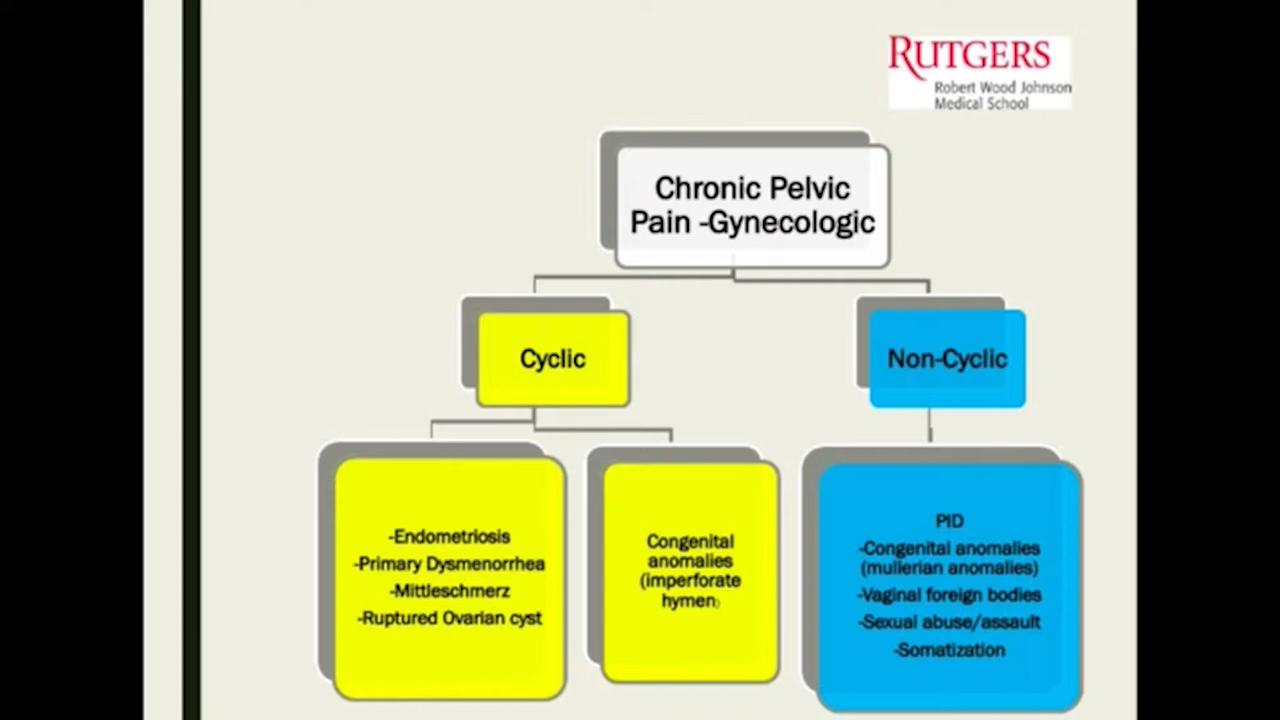 RUTGERS
Robert Wood Johnson
Medical School
Chronic Pelvic
Pain -Gynecologic
Cyclic
Non-Cyclic
-Endometriosis
-Primary Dysmenorrhea
-Mittleschmerz
-Ruptured Ovarian cyst
Congenital
anomalies
(imperforate
hymen)
PID
-Congenital anomalies
(mullerian anomalies)
-Vaginal foreign bodies
-Sexual abuse/assault
-Somatization